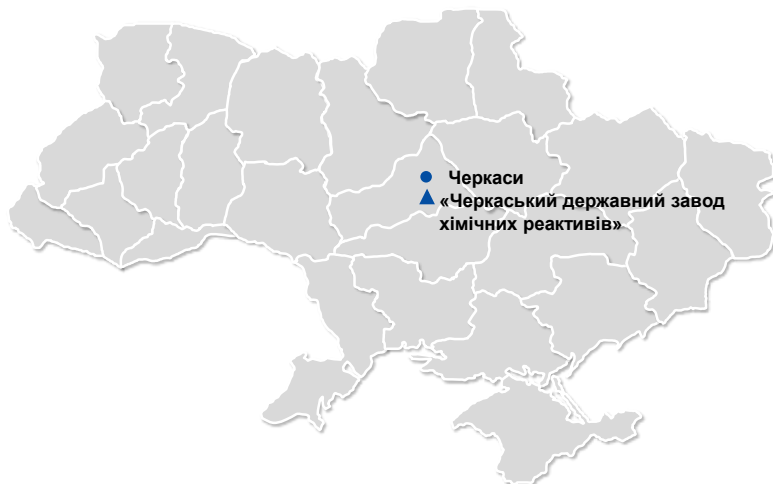 Черкаси
«Черкаський державний завод
хімічних реактивів»